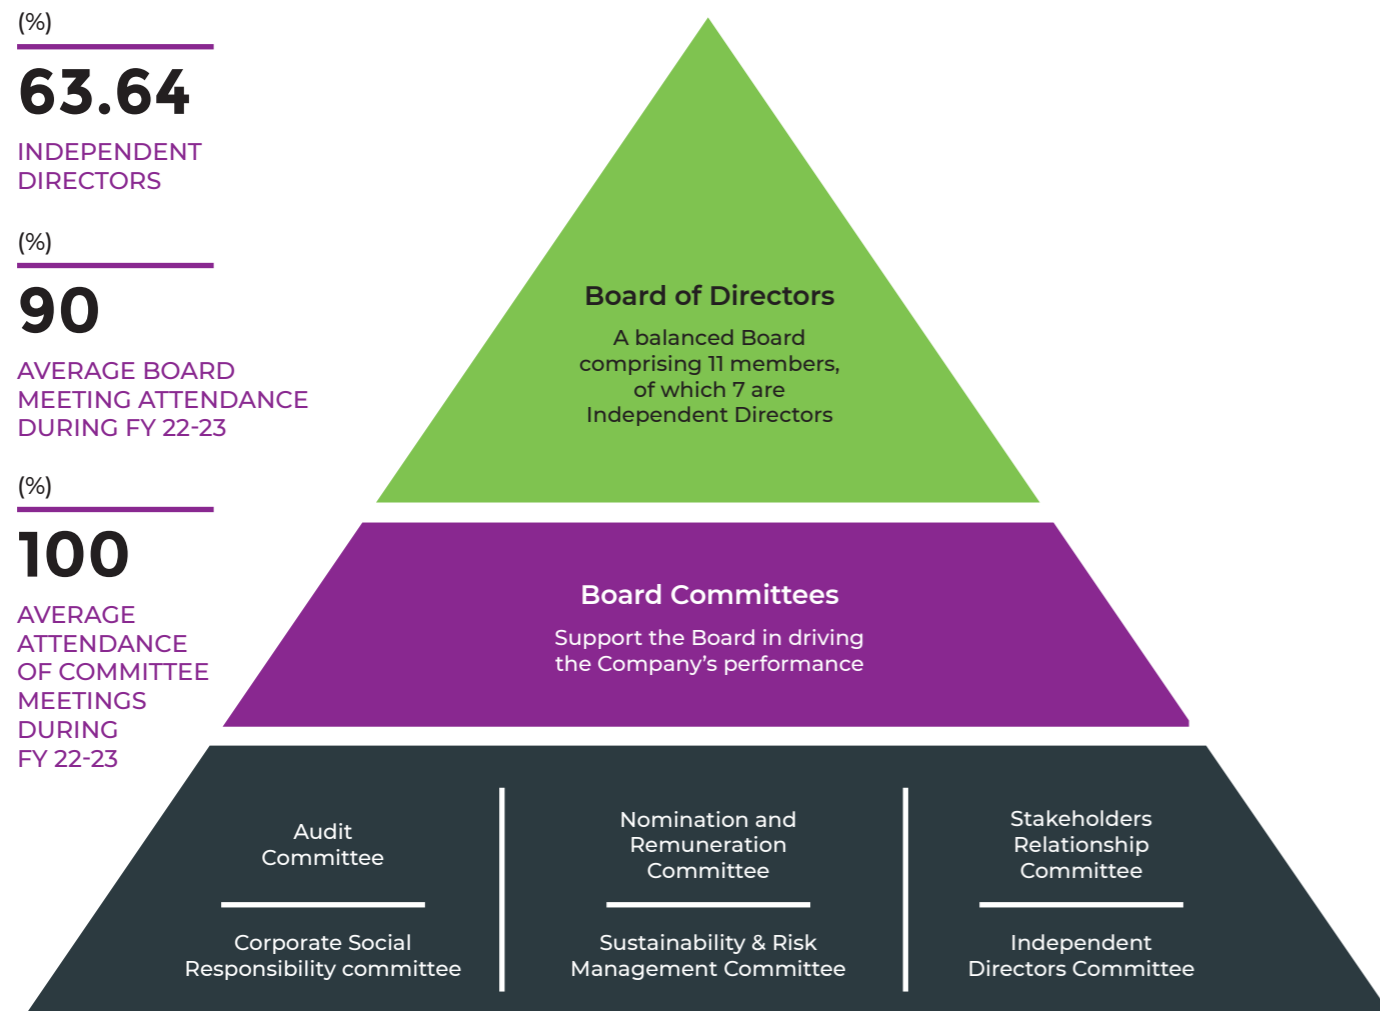 (%)
63.64
INDEPENDENT
DIRECTORS
(%)
90
AVERAGE BOARD
MEETING ATTENDANCE
DURING FY 22-23
(%)
100
AVERAGE
ATTENDANCE
OF COMMITTEE
MEETINGS
DURING
FY 22-23
Board of Directors
A balanced Board
comprising 11 members,
of which 7 are
Independent Directors
Board Committees
Support the Board in driving
the Company’s performance
Audit
Committee
Corporate Social
Responsibility committee
Nomination and
Remuneration
Committee
Sustainability & Risk
Management Committee
Stakeholders
Relationship
Committee
Independent
Directors Committee